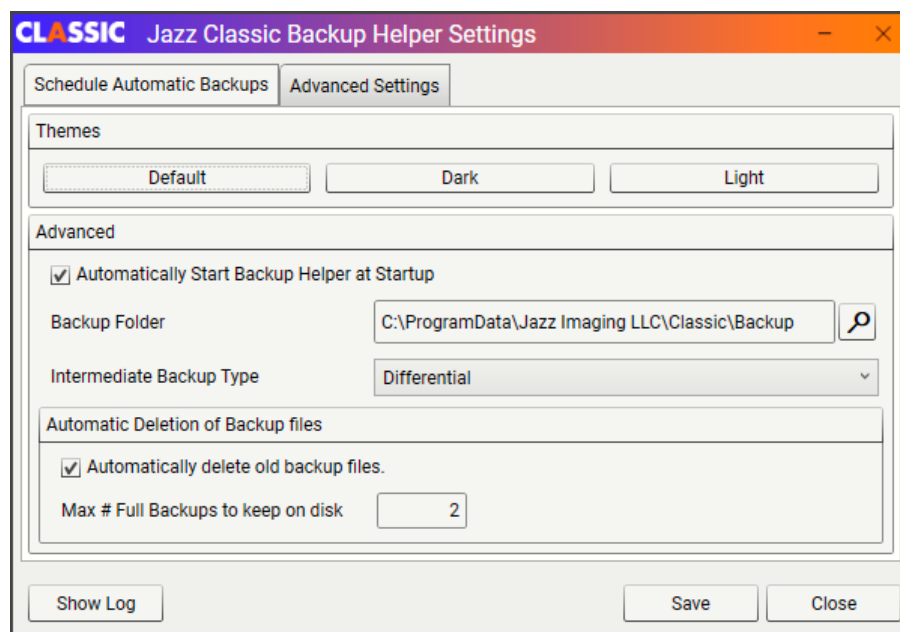 CLASSIC Jazz Classic Backup Helper Settings
Schedule Automatic Backups Advanced Settings
Themes
Default Dark Light
Advanced
Automatically Start Backup Helper at Startup
Backup Folder C:\ProgramData\Jazz Imaging LLC\Classic\Backup
Intermediate Backup Type Differential
Automatic Deletion of Backup files
Automatically delete old backup files.
Max # Full Backups to keep on disk 2
Show Log Save Close